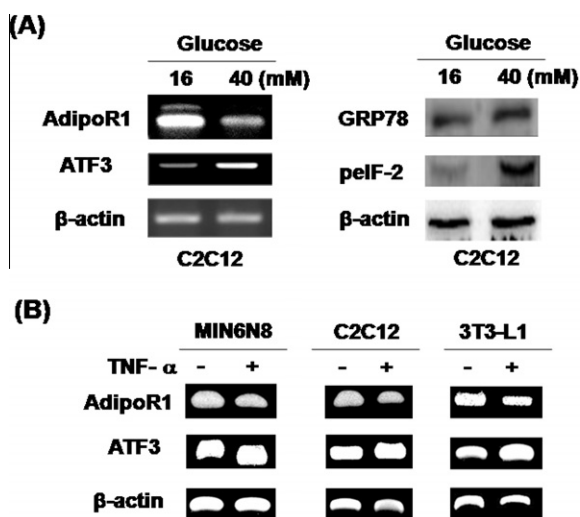 (A)
Glucose
16 40 (mM)
AdipoR1
ATF3
β-actin
C2C12
Glucose
16 40 (mM)
GRP78
peIF-2
β-actin
C2C12
(B)
MIN6N8 C2C12 3T3-L1
TNF- α - + - + - +
AdipoR1
ATF3
β-actin